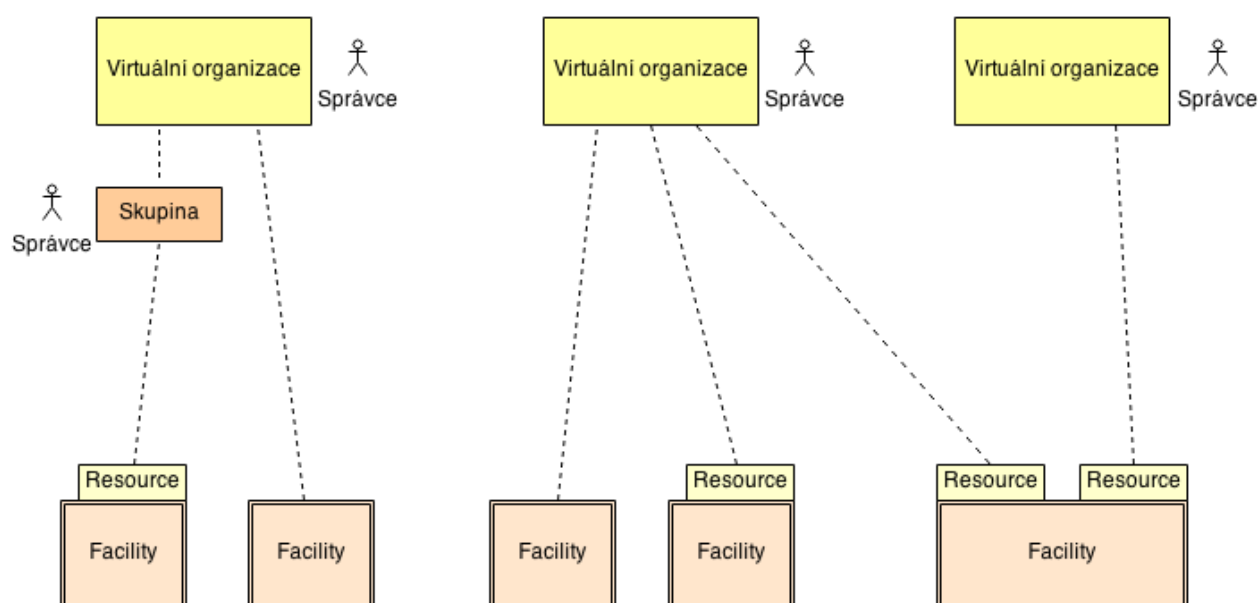 Virtuální organizace
Správce
Virtuální organizace
Správce
Virtuální organizace
Správce
Správce
Skupina
Resource
Resource
Resource
Resource
Facility
Facility
Facility
Facility
Facility